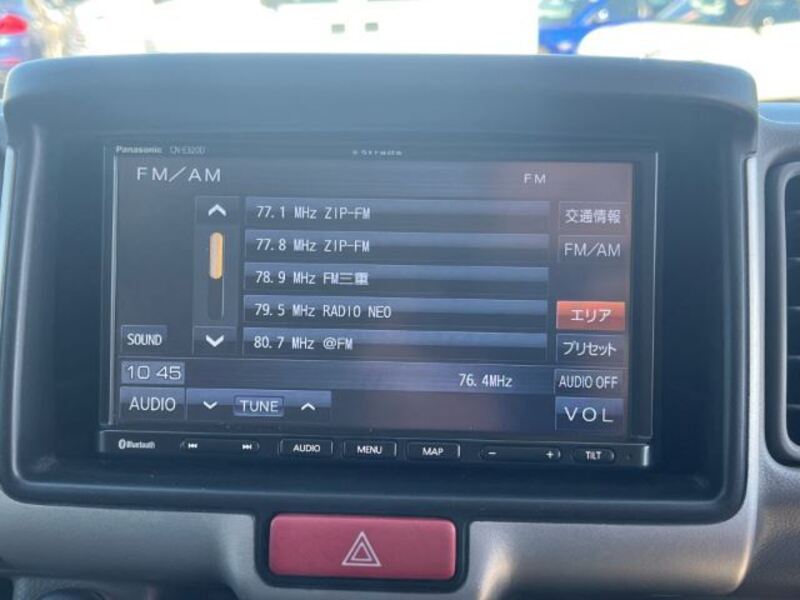 Panasonic CN-E320D
strada
FM/AM
FM
77.1 MHz ZIP-FM
77.8 MHz ZIP-FM
78.9 MHz FM三重
79.5 MHz RADIO NEO
80.7 MHz @FM
交通情報
FM/AM
エリア
プリセット
SOUND
10 45
76.4MHz
AUDIO OFF
AUDIO
TUNE
VOL
Bluetooth
AUDIO
MENU
MAP
− +
TILT